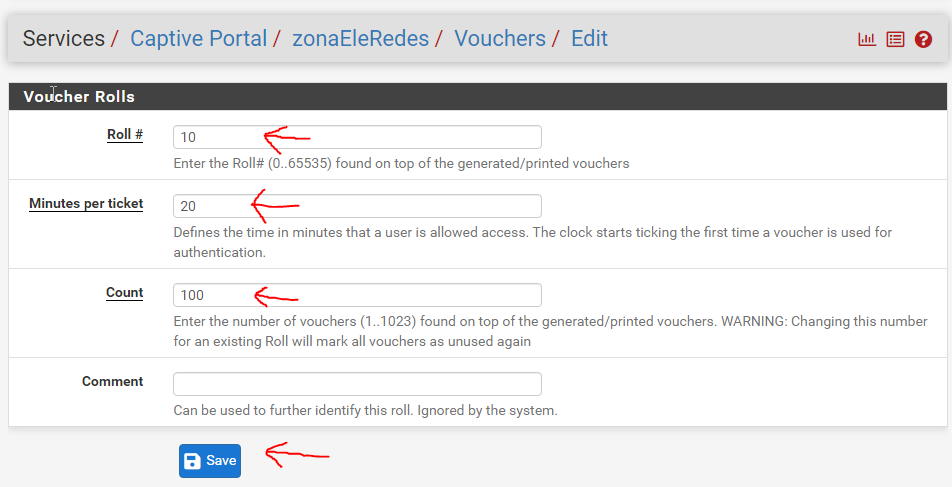 Services / Captive Portal / zonaEleRedes / Vouchers / Edit
Voucher Rolls
Roll #
10
Enter the Roll# (0..65535) found on top of the generated/printed vouchers
Minutes per ticket
20
Defines the time in minutes that a user is allowed access. The clock starts ticking the first time a voucher is used for
authentication.
Count
100
Enter the number of vouchers (1..1023) found on top of the generated/printed vouchers. WARNING: Changing this number
for an existing Roll will mark all vouchers as unused again
Comment
Can be used to further identify this roll. Ignored by the system.
Save